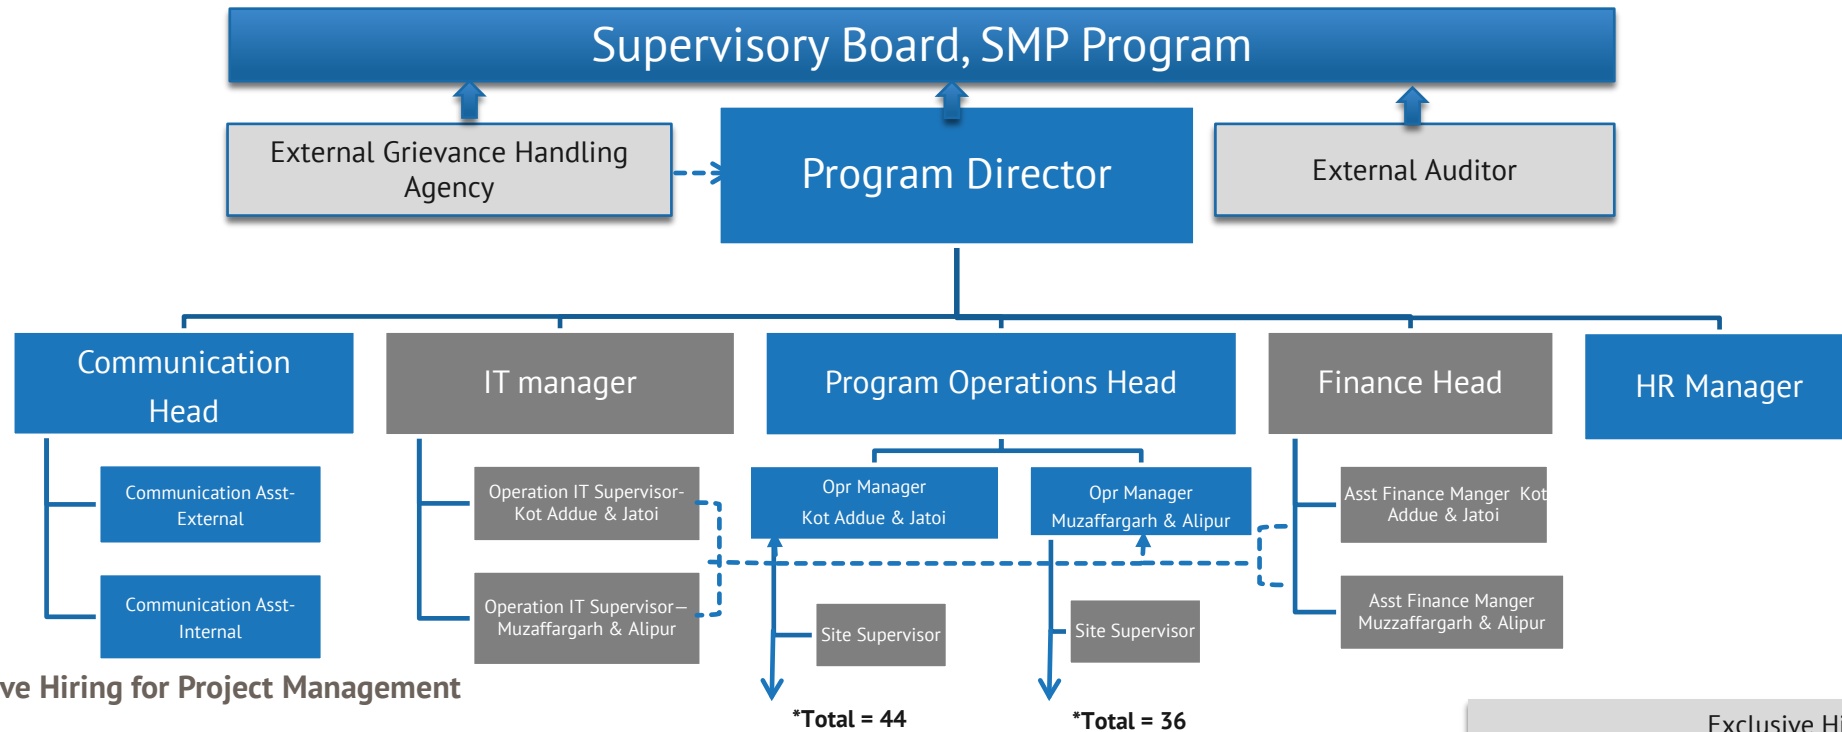 Supervisory Board, SMP Program
External Grievance Handling
Agency
Program Director
External Auditor
Communication
Head
IT manager
Program Operations Head
Finance Head
HR Manager
Communication Asst-
External
Operation IT Supervisor-
Kot Addue & Jatoi
Opr Manager
Kot Addue & Jatoi
Opr Manager
Muzaffargarh & Alipur
Asst Finance Manger  Kot
Addue & Jatoi
Communication Asst-
Internal
Operation IT Supervisor—
Muzaffargarh & Alipur
Site Supervisor
Site Supervisor
Asst Finance Manger
Muzzaffargarh & Alipur
ve Hiring for Project Management
*Total = 44
*Total = 36
Exclusive Hi